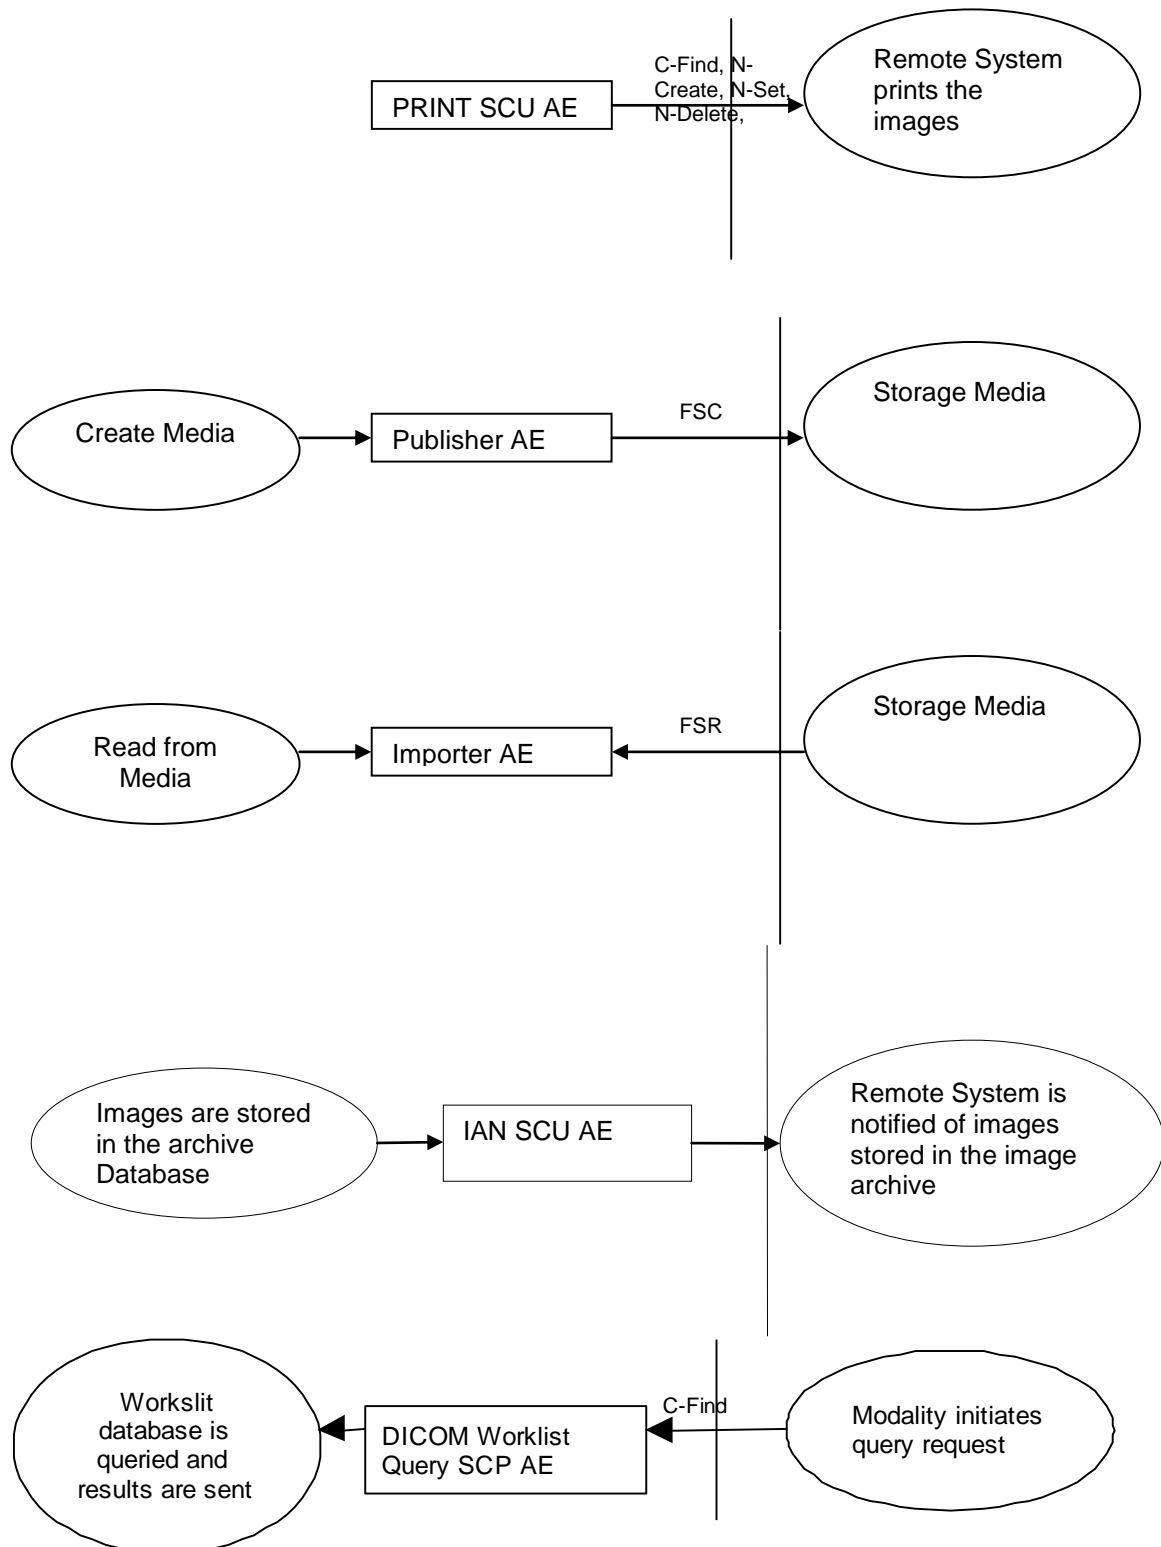 PRINT SCU AE
C-Find, N-
Create, N-Set,
N-Delete,
Remote System
prints the
images
Create Media
Publisher AE
FSC
Storage Media
Read from
Media
Importer AE
FSR
Storage Media
Images are stored
in the archive
Database
IAN SCU AE
Remote System is
notified of images
stored in the image
archive
Workslit
database is
queried and
results are sent
DICOM Worklist
Query SCP AE
C-Find
Modality initiates
query request